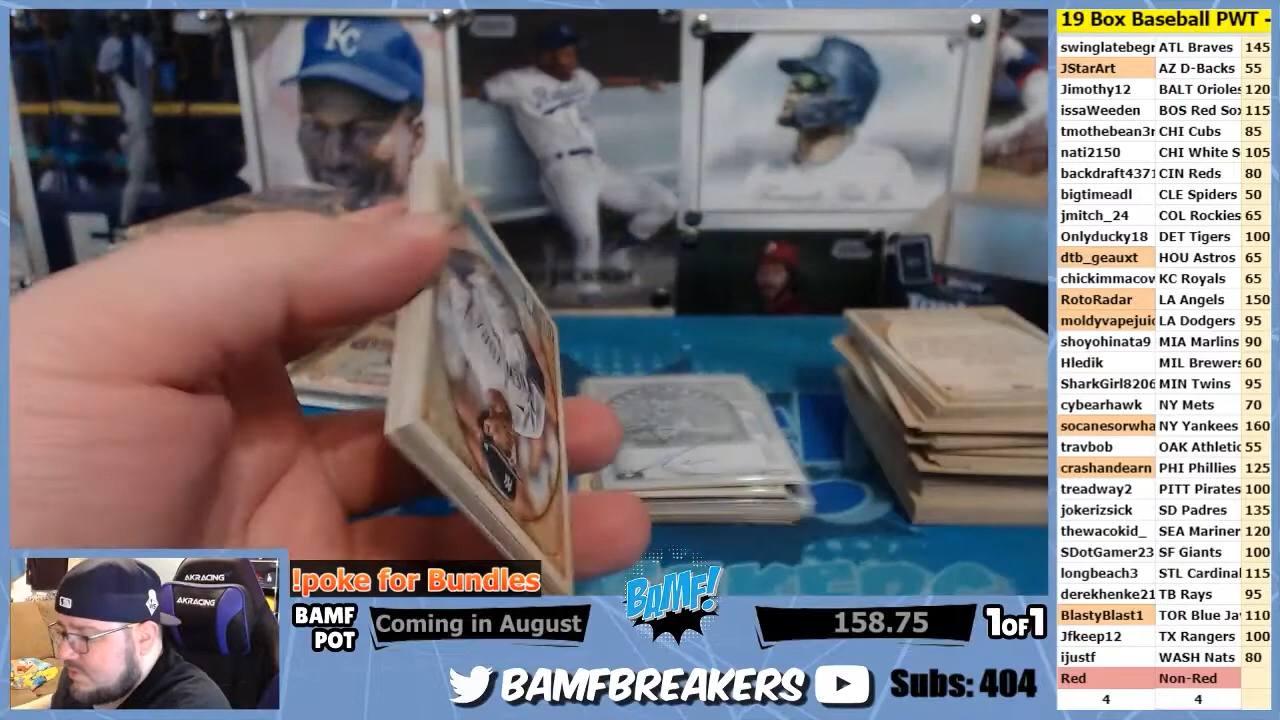 19 Box Baseball PWT -
swinglatebegr ATL Braves 145
JStarArt AZ D-Backs 55
Jimothy12 BALT Orioles 120
issaWeeden BOS Red Sox 115
tmothebean3r CHI Cubs 85
nati2150 CHI White S 105
backdraft4371 CIN Reds 80
bigtimeadl CLE Spiders 50
jmitch_24 COL Rockies 65
Onlyducky18 DET Tigers 100
dtb_geauxt HOU Astros 65
chickimmacow KC Royals 65
RotoRadar LA Angels 150
moldyvapejuic LA Dodgers 95
shoyohinata9 MIA Marlins 90
Hledik MIL Brewers 60
SharkGirl8206 MIN Twins 95
cybearhawk NY Mets 70
socanesorwha NY Yankees 160
travbob OAK Athletic 55
crashandearn PHI Phillies 125
treadway2 PITT Pirates 100
jokerizsick SD Padres 135
thewacokid_ SEA Mariner 120
SDotGamer23 SF Giants 100
longbeach3 STL Cardinal 115
derekhenke21 TB Rays 95
BlastyBlast1 TOR Blue Ja 110
Jfkeep12 TX Rangers 100
ijustf WASH Nats 80
Red Non-Red
4 4
KC
AKRACING
AKRACING
!poke for Bundles
BAMF POT
Coming in August
BAMF!
158.75
1OF1
BAMFBREAKERS
Subs: 404